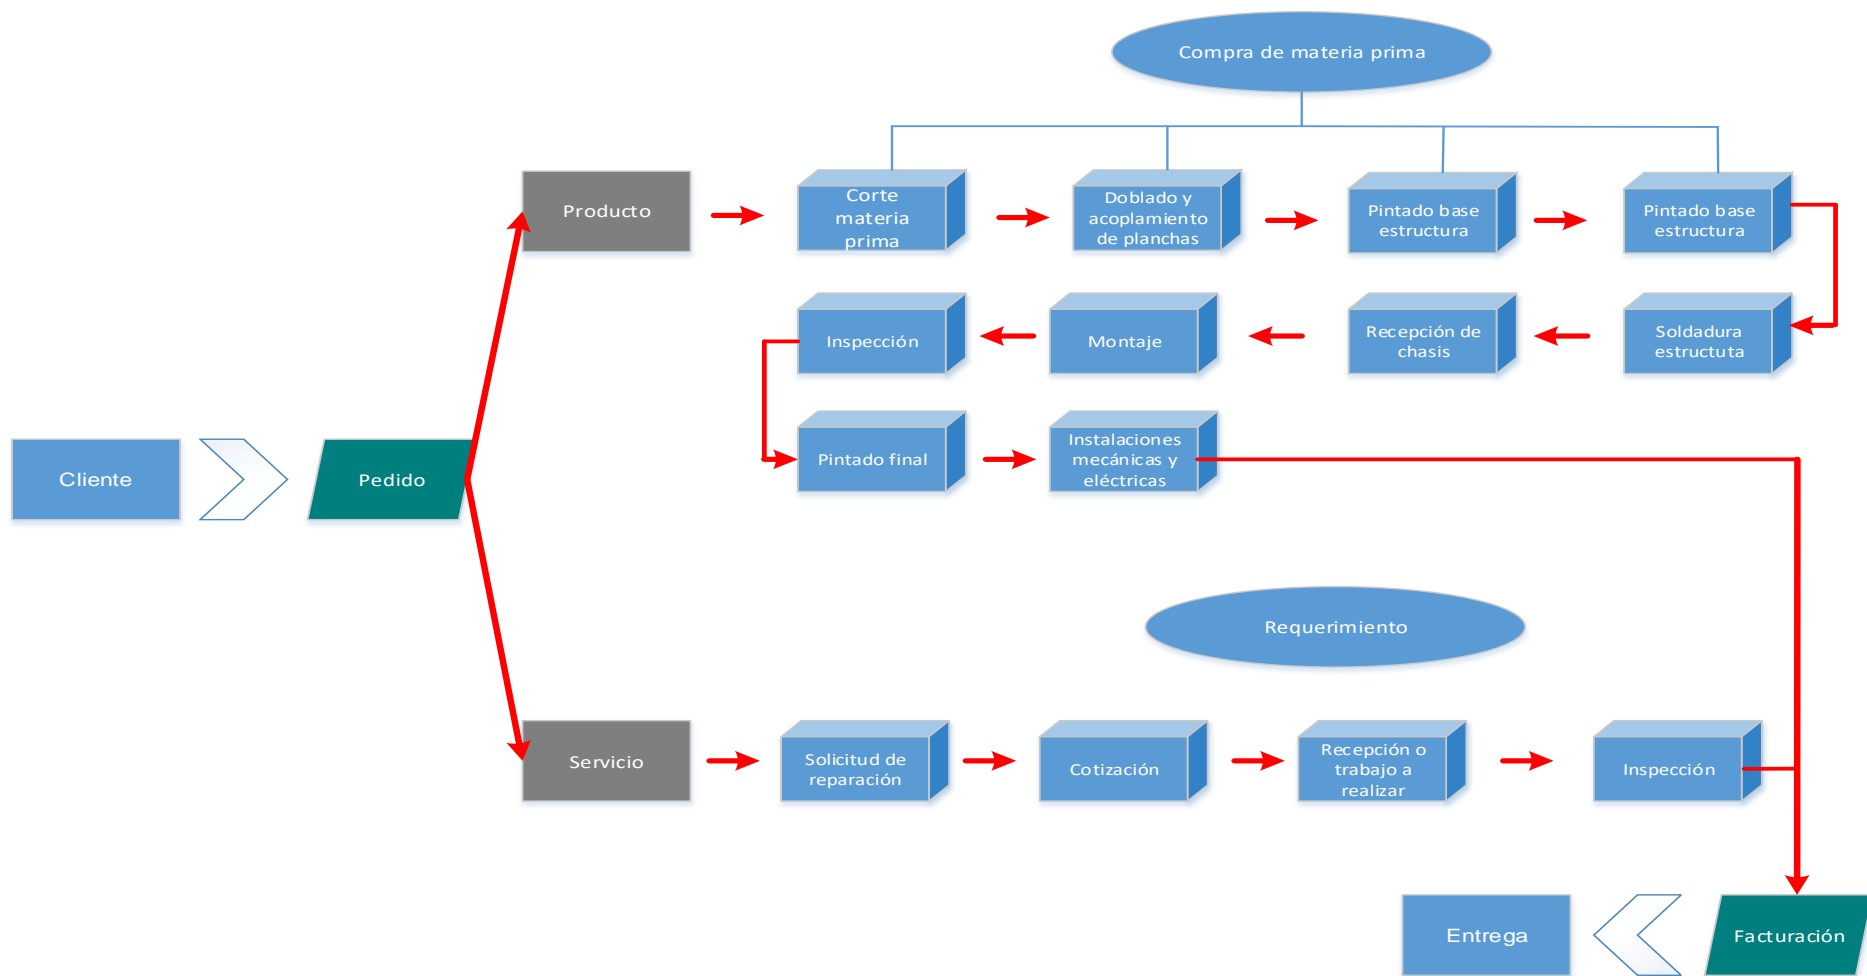 Compra de materia prima
Producto
Corte
materia
prima
Doblado y
acoplamiento
de planchas
Pintado base
estructura
Pintado base
estructura
Inspección
Montaje
Recepción de
chasis
Soldadura
estructuta
Cliente
Pedido
Pintado final
Instalaciones
mecánicas y
eléctricas
Requerimiento
Servicio
Solicitud de
reparación
Cotización
Recepción o
trabajo a
realizar
Inspección
Entrega
Facturación